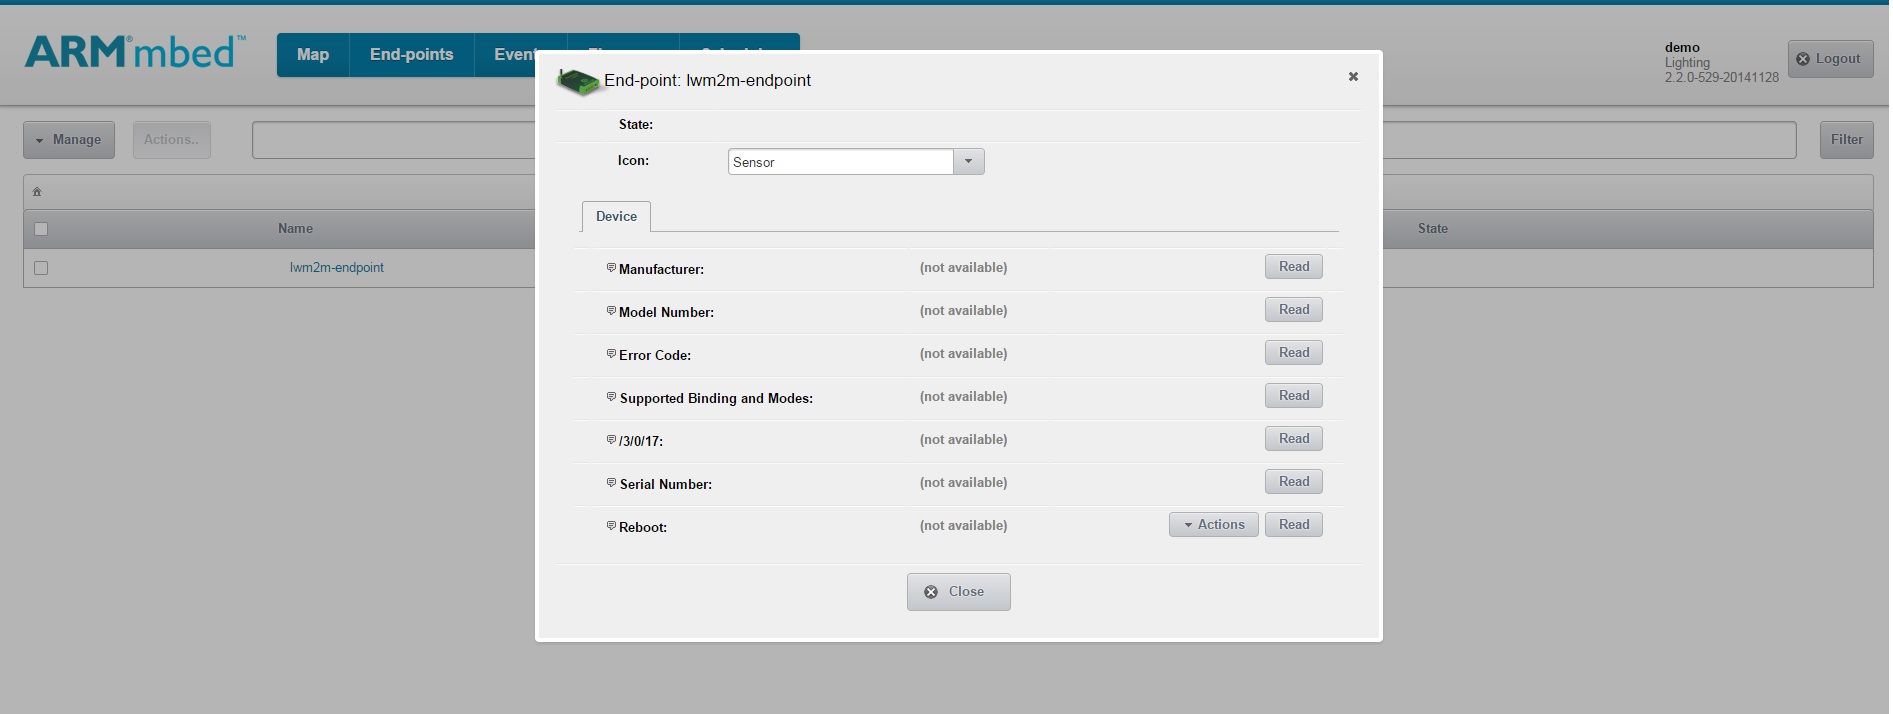 ARM®mbed™
Map End-points Event
demo
Lighting
2.2.0-529-20141128
Logout
Manage Actions.. Filter
Name State
lwm2m-endpoint
End-point: lwm2m-endpoint
State:
Icon: Sensor
Device
Manufacturer: (not available) Read
Model Number: (not available) Read
Error Code: (not available) Read
Supported Binding and Modes: (not available) Read
/3/0/17: (not available) Read
Serial Number: (not available) Read
Reboot: (not available) Actions Read
Close